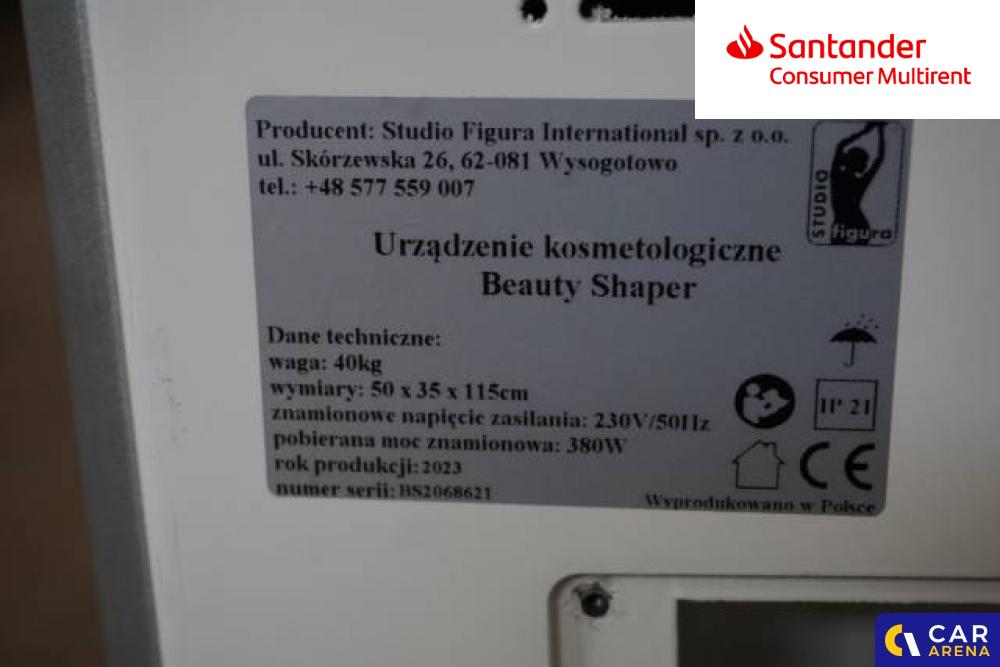 Santander
Consumer Multirent
Producent: Studio Figura International sp. z o.o.
ul. Skórzewska 26, 62-081 Wysogotowo
tel.: +48 577 559 007
STUDIO
figura
Urządzenie kosmetologiczne
Beauty Shaper
Dane techniczne:
waga: 40kg
wymiary: 50 x 35 x 115cm
znamionowe napięcie zasilania: 230V/50Hz
pobierana moc znamionowa: 380W
rok produkcji: 2023
numer serii: BS2068621
IP 21
CE
Wyprodukowano w Polsce
CAR
ARENA